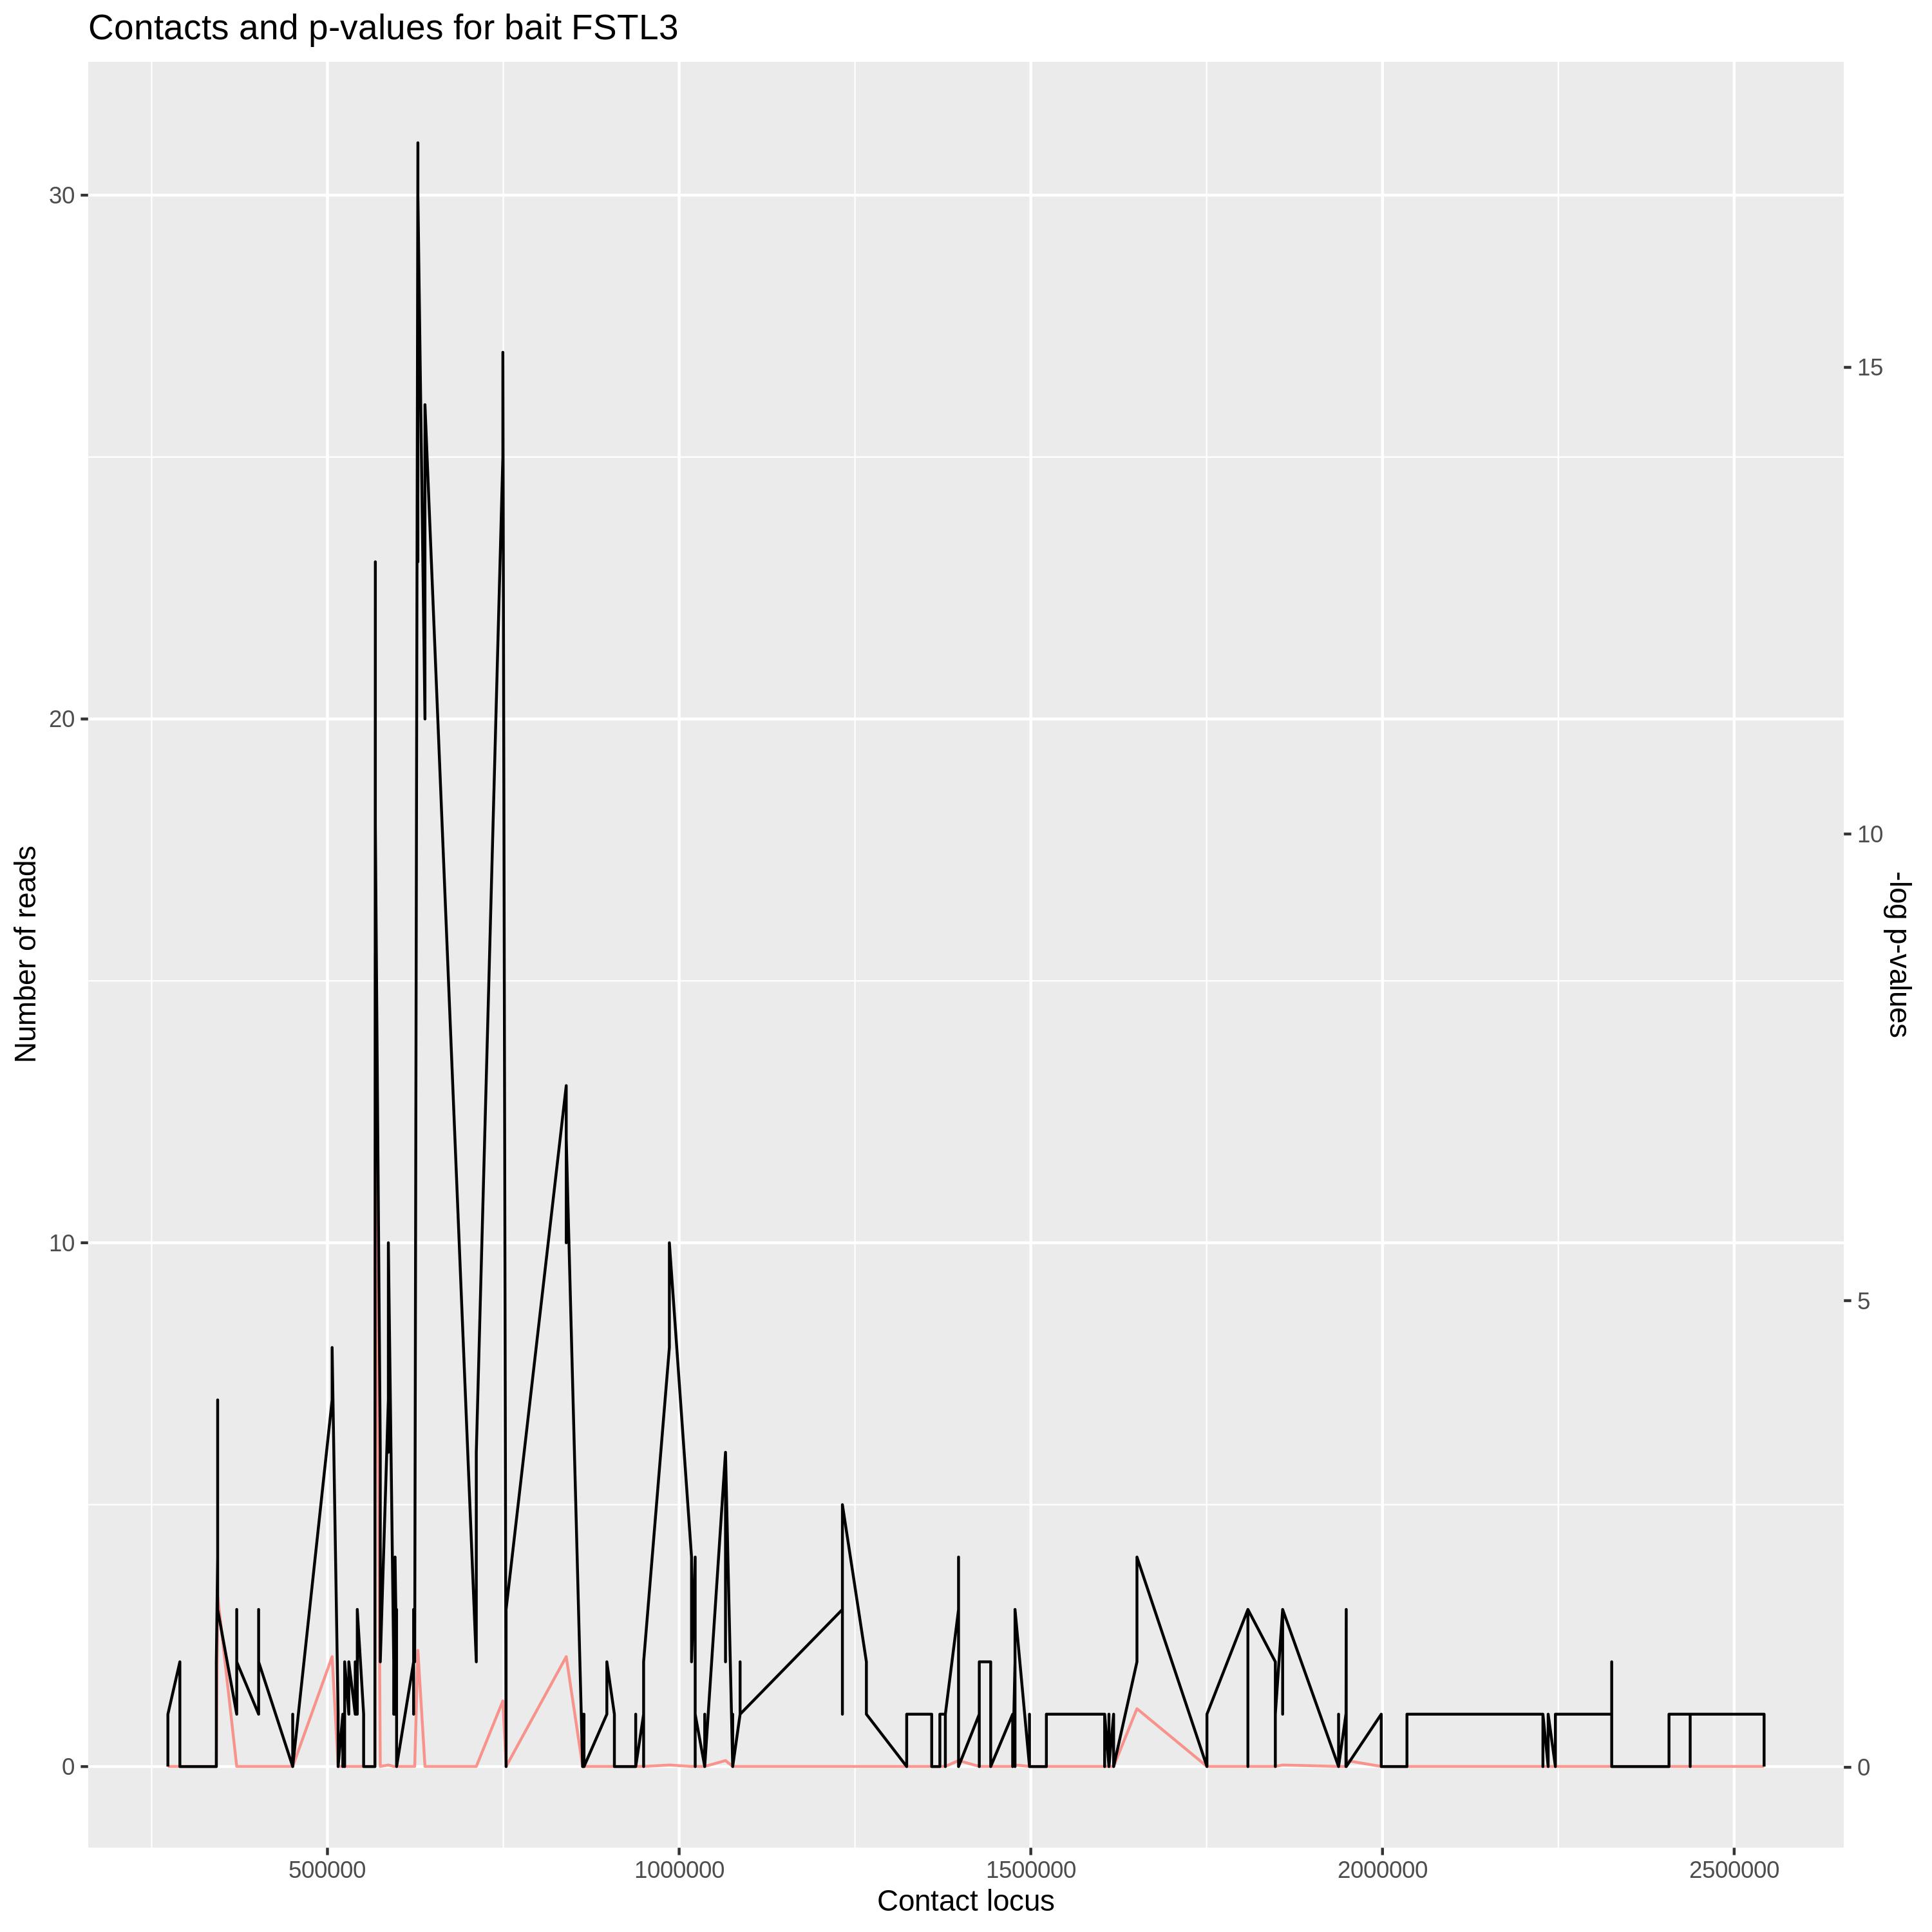 Contacts and p-values for bait FSTL3
30
20
10
0
Number of reads
15
10
5
0
-log p-values
500000 1000000 1500000 2000000 2500000
Contact locus